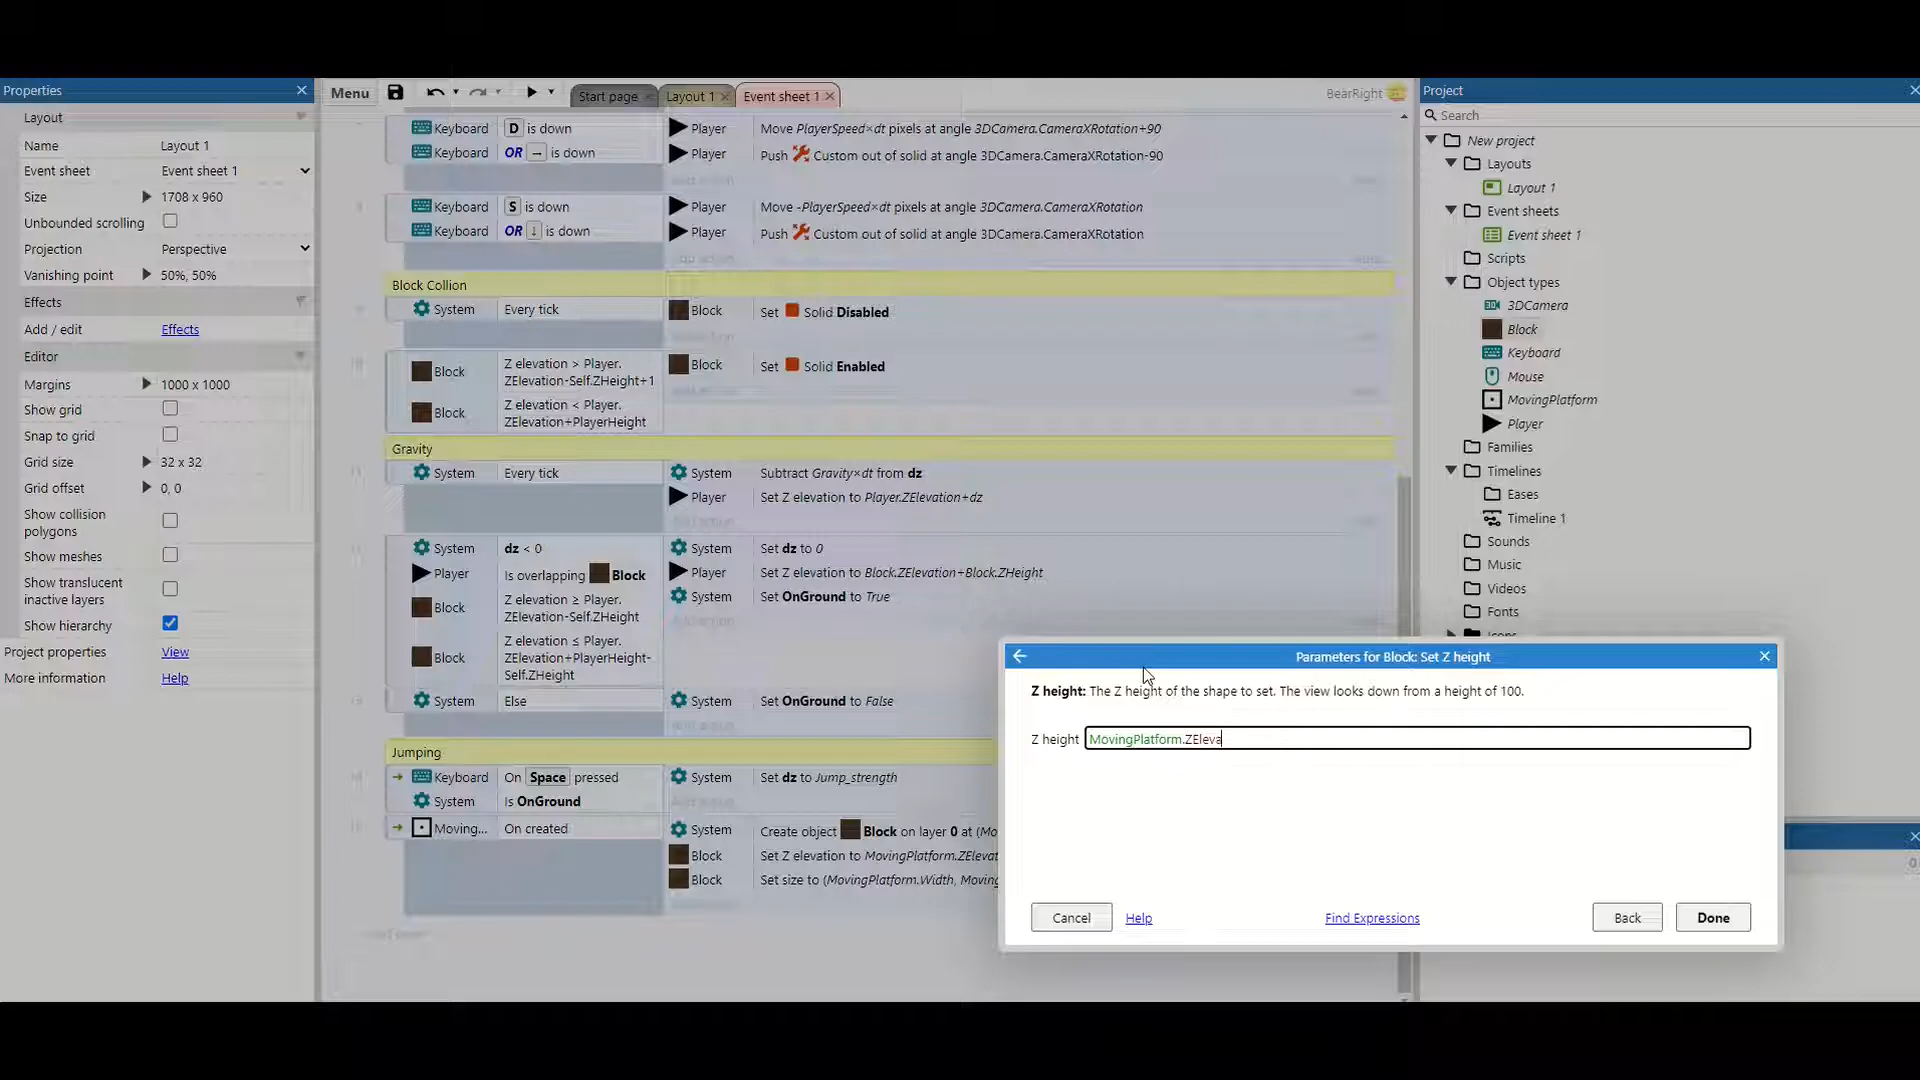 Properties
Layout
Name Layout 1
Event sheet Event sheet 1
Size 1708 x 960
Unbounded scrolling
Projection Perspective
Vanishing point 50%, 50%
Effects
Add / edit Effects
Editor
Margins 1000 x 1000
Show grid
Snap to grid
Grid size 32 x 32
Grid offset 0, 0
Show collision
polygons
Show meshes
Show translucent
inactive layers
Show hierarchy
Project properties View
More information Help
Menu
Start page
Layout 1
Event sheet 1
BearRight
Keyboard D is down Player Move PlayerSpeed×dt pixels at angle 3DCamera.CameraXRotation+90
Keyboard OR → is down Player Push Custom out of solid at angle 3DCamera.CameraXRotation-90
Keyboard S is down Player Move -PlayerSpeed×dt pixels at angle 3DCamera.CameraXRotation
Keyboard OR ↓ is down Player Push Custom out of solid at angle 3DCamera.CameraXRotation
Block Collion
System Every tick Block Set Solid Disabled
Block Z elevation > Player.
ZElevation-Self.ZHeight+1 Block Set Solid Enabled
Block Z elevation < Player.
ZElevation+PlayerHeight
Gravity
System Every tick System Subtract Gravity×dt from dz
Player Set Z elevation to Player.ZElevation+dz
System dz < 0 System Set dz to 0
Player Is overlapping Block Player Set Z elevation to Block.ZElevation+Block.ZHeight
System Set OnGround to True
Block Z elevation ≥ Player.
ZElevation-Self.ZHeight
Block Z elevation ≤ Player.
ZElevation+PlayerHeight-
Self.ZHeight
System Else System Set OnGround to False
Jumping
Keyboard On Space pressed System Set dz to Jump_strength
System Is OnGround
Moving... On created System Create object Block on layer 0 at (Mo
Block Set Z elevation to MovingPlatform.ZElevat
Block Set size to (MovingPlatform.Width, Moving
Parameters for Block: Set Z height
Z height: The Z height of the shape to set. The view looks down from a height of 100.
Z height MovingPlatform.ZEleva
Cancel Help Find Expressions Back Done
Project
Search
New project
Layouts
Layout 1
Event sheets
Event sheet 1
Scripts
Object types
3DCamera
Block
Keyboard
Mouse
MovingPlatform
Player
Families
Timelines
Eases
Timeline 1
Sounds
Music
Videos
Fonts